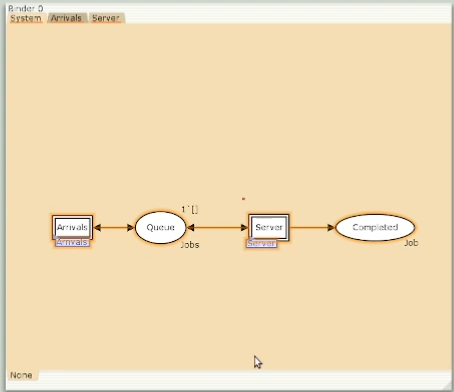 Binder 0
System Arrivals Server
1`[]
Arrivals Queue Server Completed
Arrivals Jobs Server Job
None